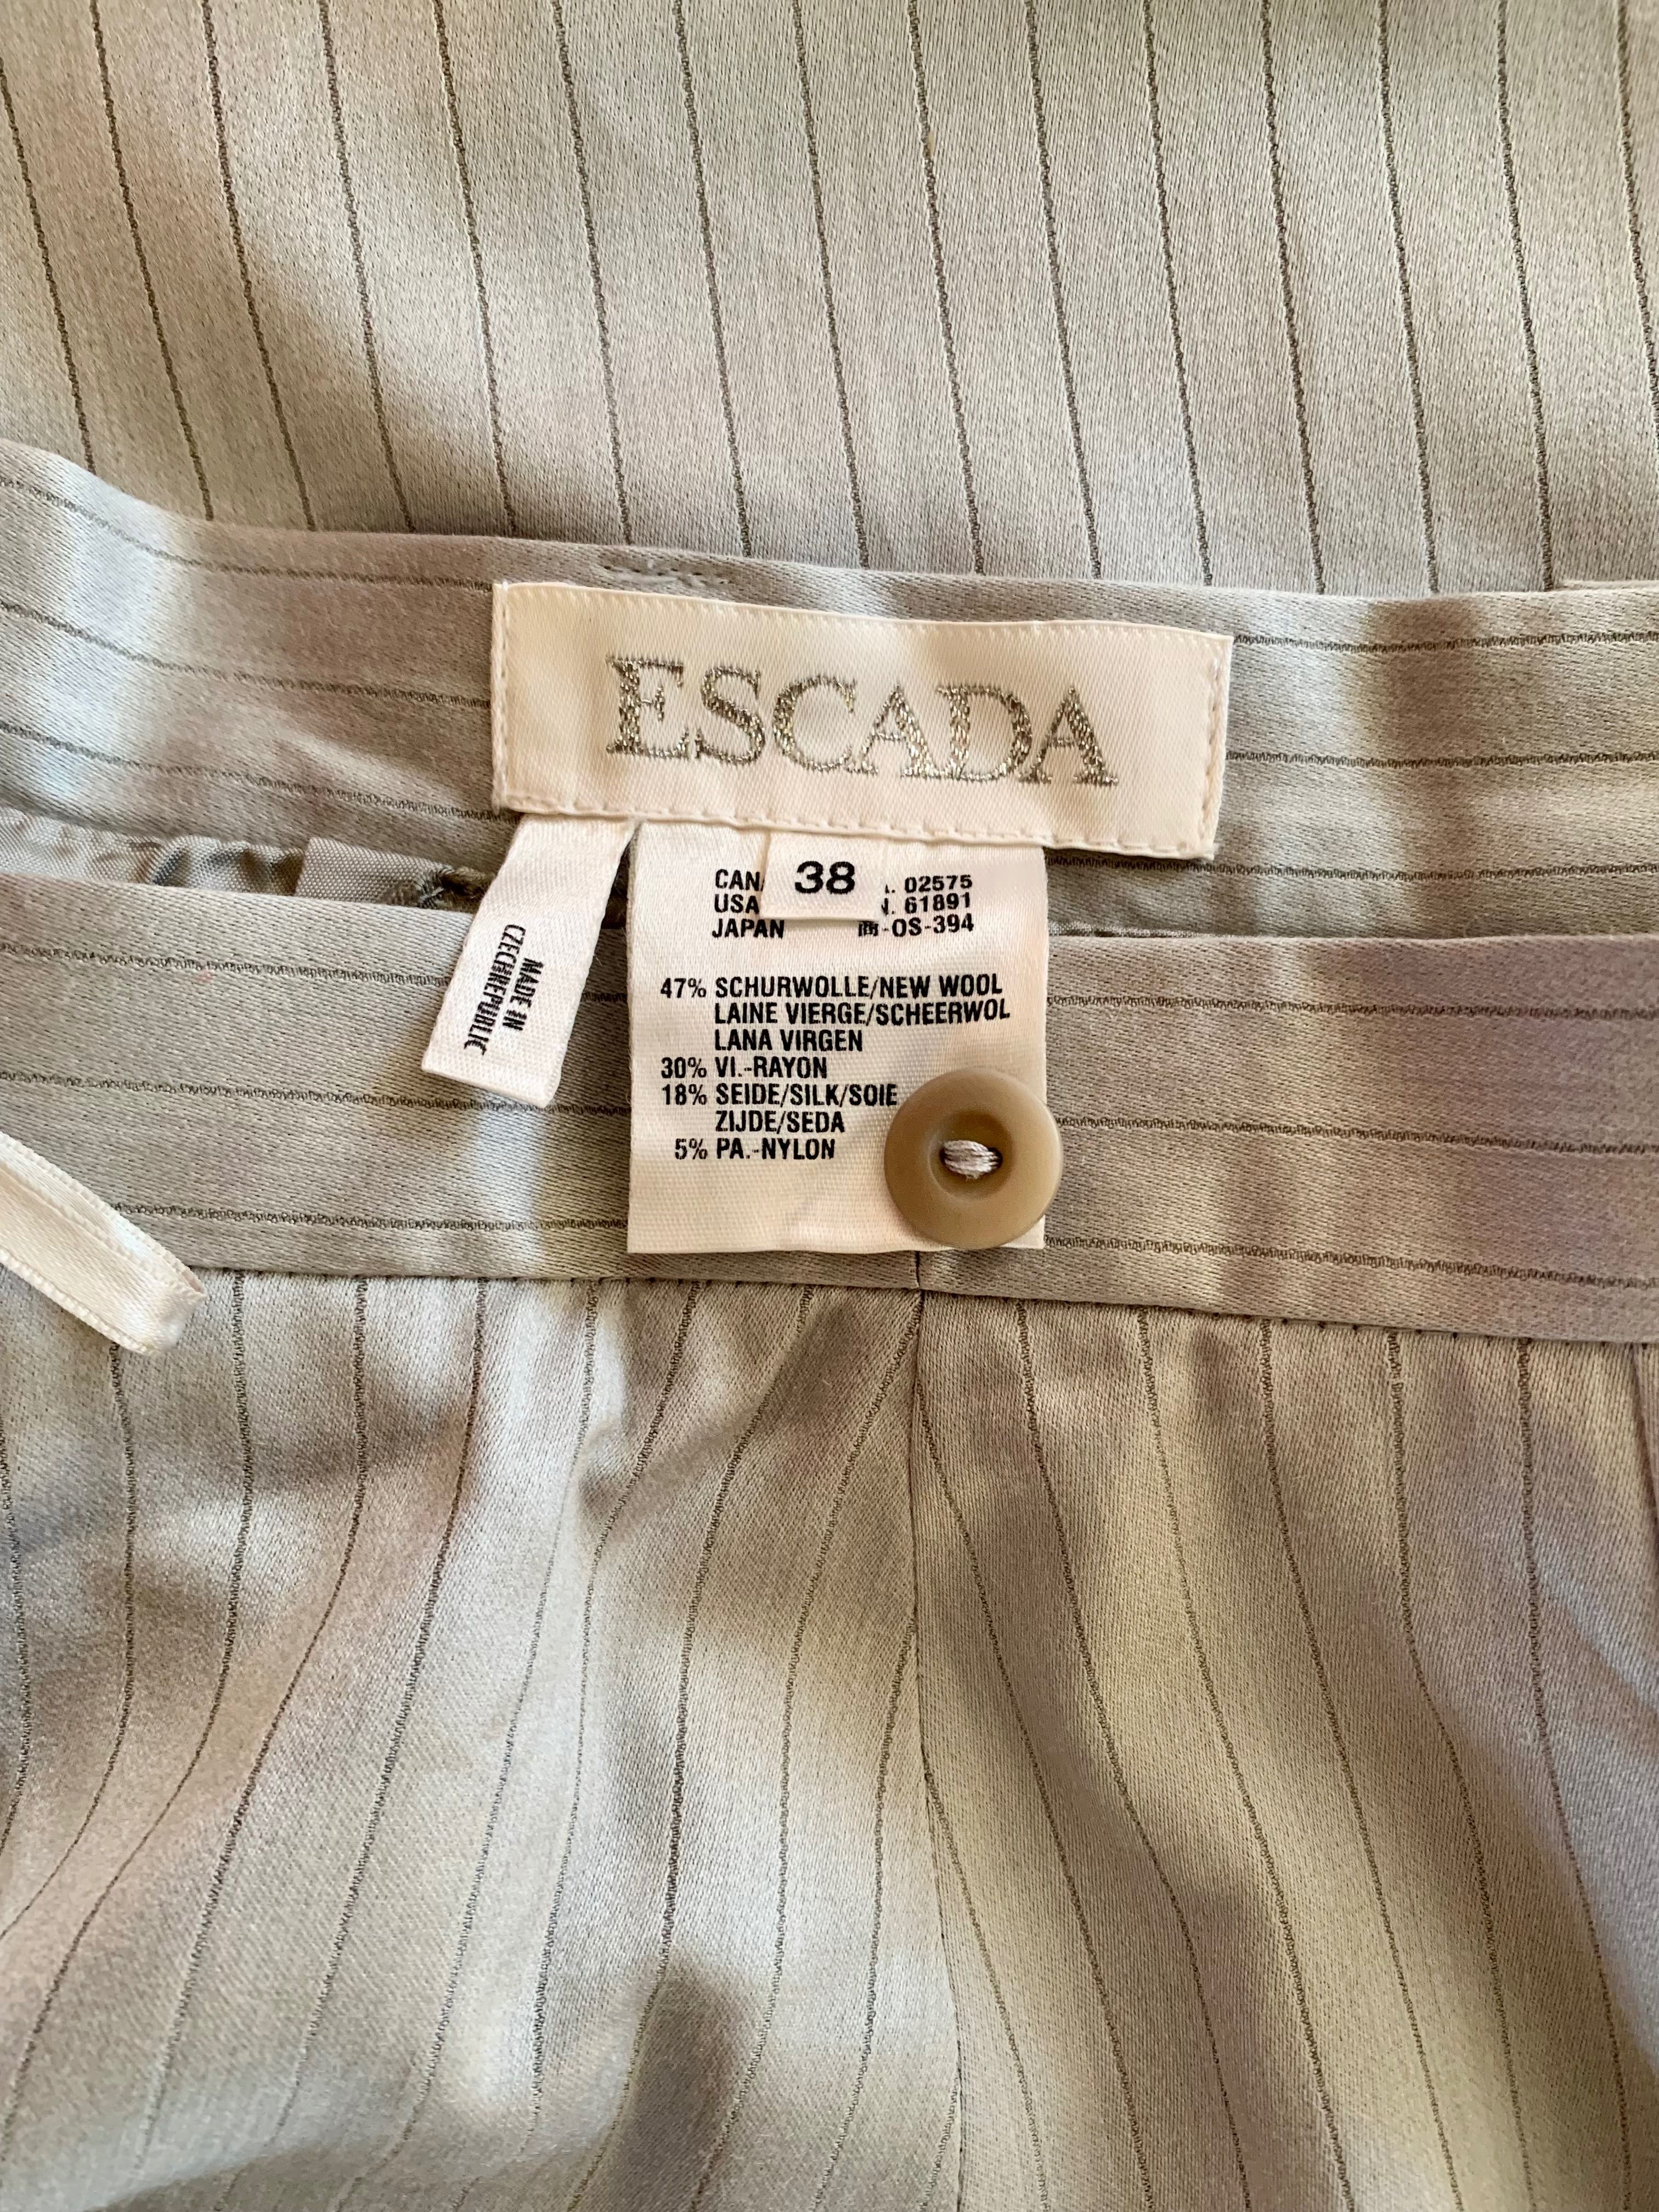 ESCADA
38
CAN 02575
USA N. 61891
JAPAN -OS-394
47% SCHURWOLLE/NEW WOOL
LAINE VIERGE/SCHEERWOL
LANA VIRGEN
30% VI.-RAYON
18% SEIDE/SILK/SOIE
ZIJDE/SEDA
5% PA.-NYLON
MADE IN
CZECHREPUBLIC